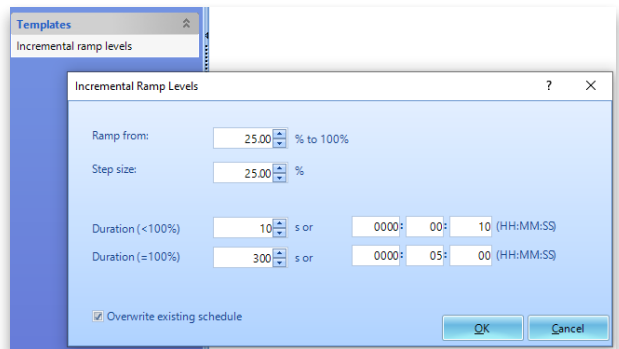 Templates
Incremental ramp levels
Incremental Ramp Levels ? X
Ramp from: 25.00 % to 100%
Step size: 25.00 %
Duration (<100%) 10 s or 0000: 00: 10 (HH:MM:SS)
Duration (=100%) 300 s or 0000: 05: 00 (HH:MM:SS)
Overwrite existing schedule
OK Cancel